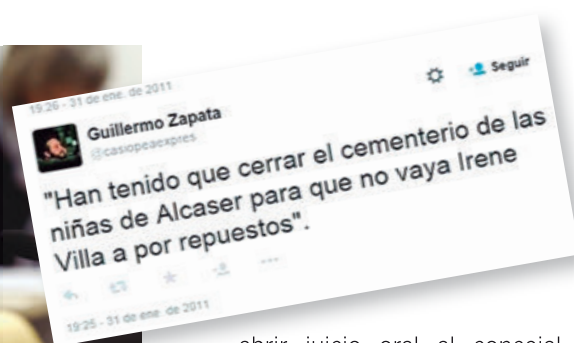 19:26 - 31 de ene. de 2011
Seguir
Guillermo Zapata
@casiopeaexpres
"Han tenido que cerrar el cementerio de las
niñas de Alcaser para que no vaya Irene
Villa a por repuestos".
19:25 - 31 de ene. de 2011
abrir juicio oral al concejal